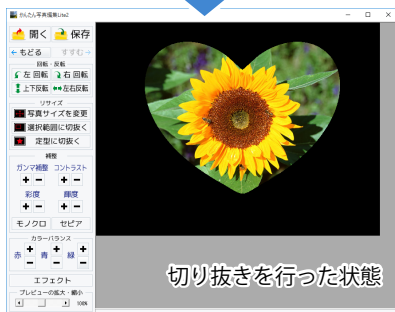 かんたん写真編集Lite2
開く 保存
もどる すすむ
回転・反転
左 回転 右 回転
上下反転 左右反転
リサイズ
写真サイズを変更
選択範囲に切抜く
定型に切抜く
補整
ガンマ補整 コントラスト
+ - + -
彩度 輝度
+ - + -
モノクロ セピア
カラーバランス
赤 + - 青 + - 緑 + -
エフェクト
プレビューの拡大・縮小
100%
切り抜きを行った状態